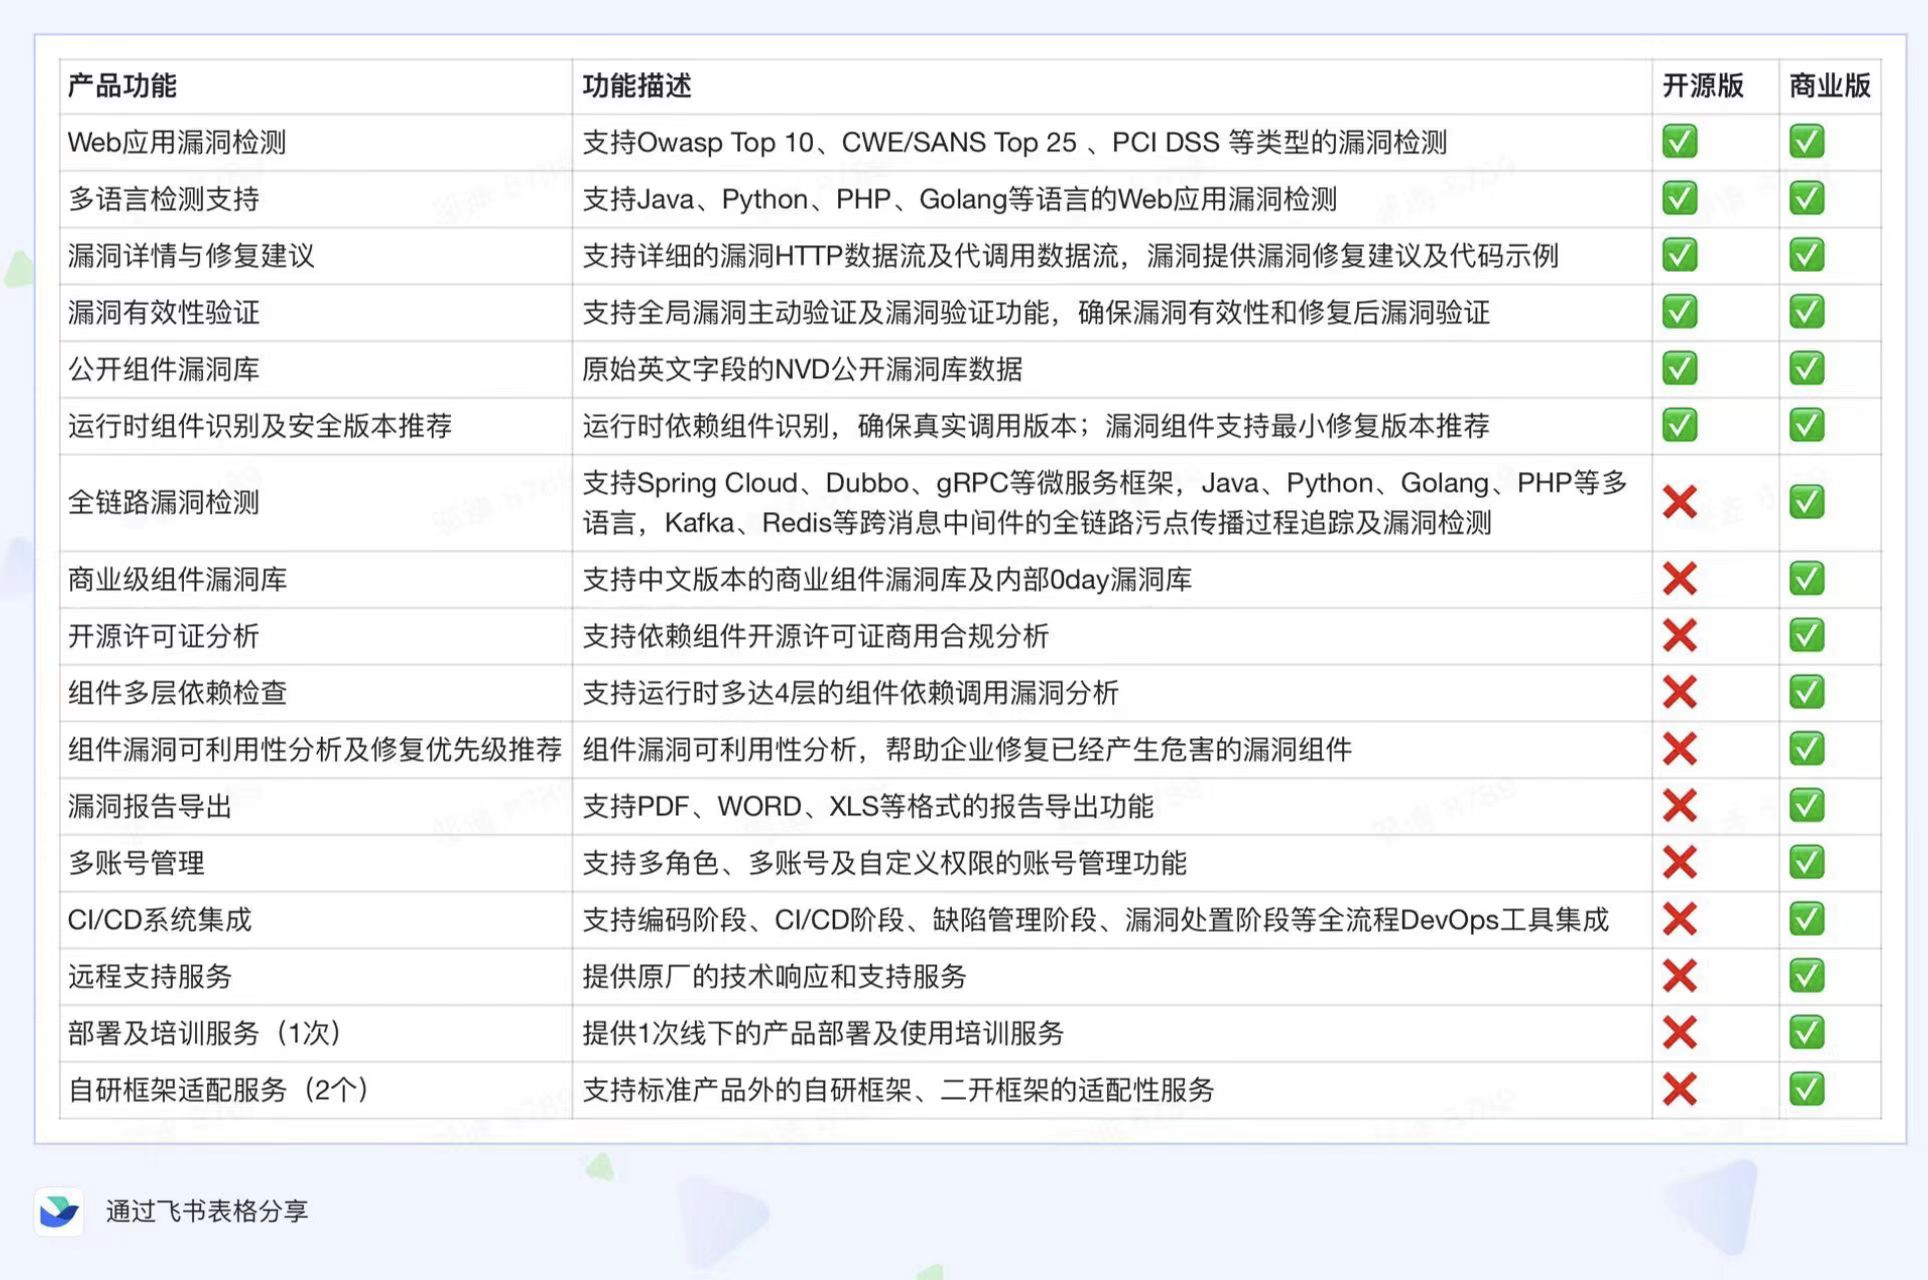 产品功能 功能描述 开源版 商业版
Web应用漏洞检测 支持Owasp Top 10、CWE/SANS Top 25 、PCI DSS 等类型的漏洞检测 ✅ ✅
多语言检测支持 支持Java、Python、PHP、Golang等语言的Web应用漏洞检测 ✅ ✅
漏洞详情与修复建议 支持详细的漏洞HTTP数据流及代调用数据流，漏洞提供漏洞修复建议及代码示例 ✅ ✅
漏洞有效性验证 支持全局漏洞主动验证及漏洞验证功能，确保漏洞有效性和修复后漏洞验证 ✅ ✅
公开组件漏洞库 原始英文字段的NVD公开漏洞库数据 ✅ ✅
运行时组件识别及安全版本推荐 运行时依赖组件识别，确保真实调用版本；漏洞组件支持最小修复版本推荐 ✅ ✅
全链路漏洞检测 支持Spring Cloud、Dubbo、gRPC等微服务框架，Java、Python、Golang、PHP等多
语言，Kafka、Redis等跨消息中间件的全链路污点传播过程追踪及漏洞检测 ❌ ✅
商业级组件漏洞库 支持中文版本的商业组件漏洞库及内部0day漏洞库 ❌ ✅
开源许可证分析 支持依赖组件开源许可证商用合规分析 ❌ ✅
组件多层依赖检查 支持运行时多达4层的组件依赖调用漏洞分析 ❌ ✅
组件漏洞可利用性分析及修复优先级推荐 组件漏洞可利用性分析，帮助企业修复已经产生危害的漏洞组件 ❌ ✅
漏洞报告导出 支持PDF、WORD、XLS等格式的报告导出功能 ❌ ✅
多账号管理 支持多角色、多账号及自定义权限的账号管理功能 ❌ ✅
CI/CD系统集成 支持编码阶段、CI/CD阶段、缺陷管理阶段、漏洞处置阶段等全流程DevOps工具集成 ❌ ✅
远程支持服务 提供原厂的技术响应和支持服务 ❌ ✅
部署及培训服务（1次） 提供1次线下的产品部署及使用培训服务 ❌ ✅
自研框架适配服务（2个） 支持标准产品外的自研框架、二开框架的适配性服务 ❌ ✅
通过飞书表格分享